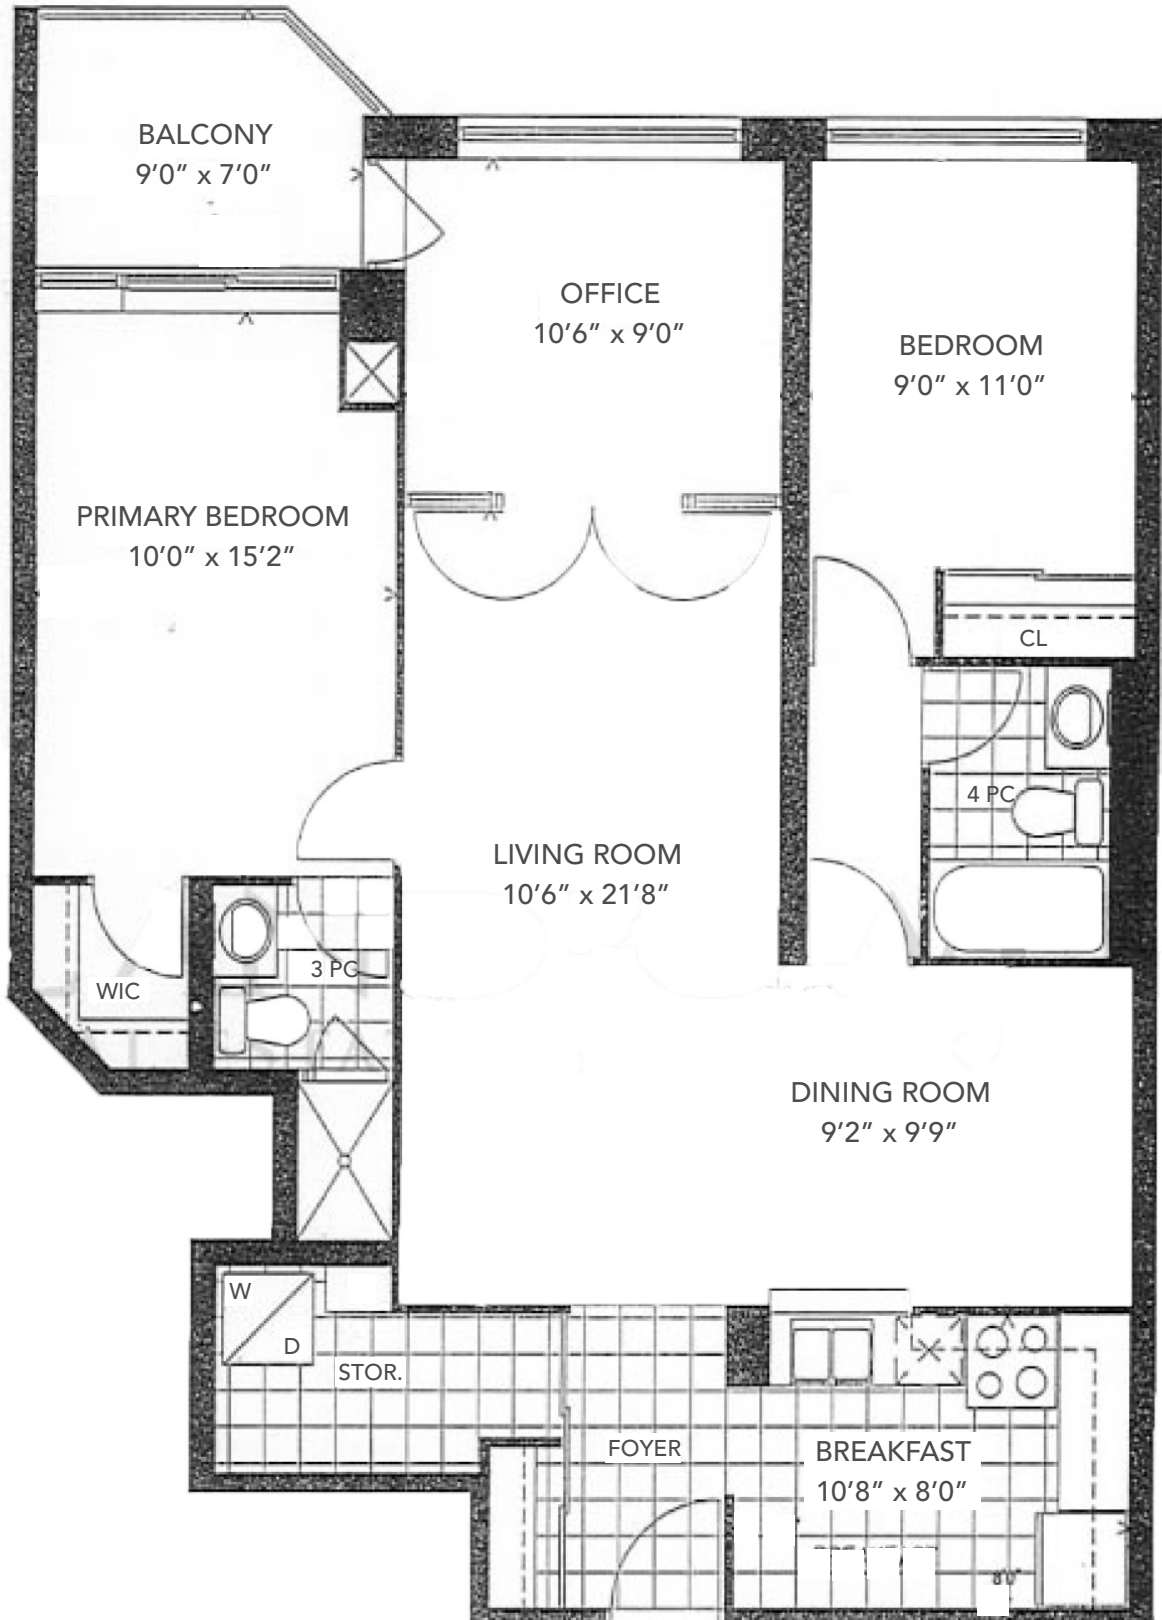 BALCONY
9’0” x 7’0”
OFFICE
10’6” x 9’0”
BEDROOM
9’0” x 11’0”
PRIMARY BEDROOM
10’0” x 15’2”
CL
4 PC
LIVING ROOM
10’6” x 21’8”
3 PC
WIC
DINING ROOM
9’2” x 9’9”
W
D
STOR.
FOYER
BREAKFAST
10’8” x 8’0”
8'0"